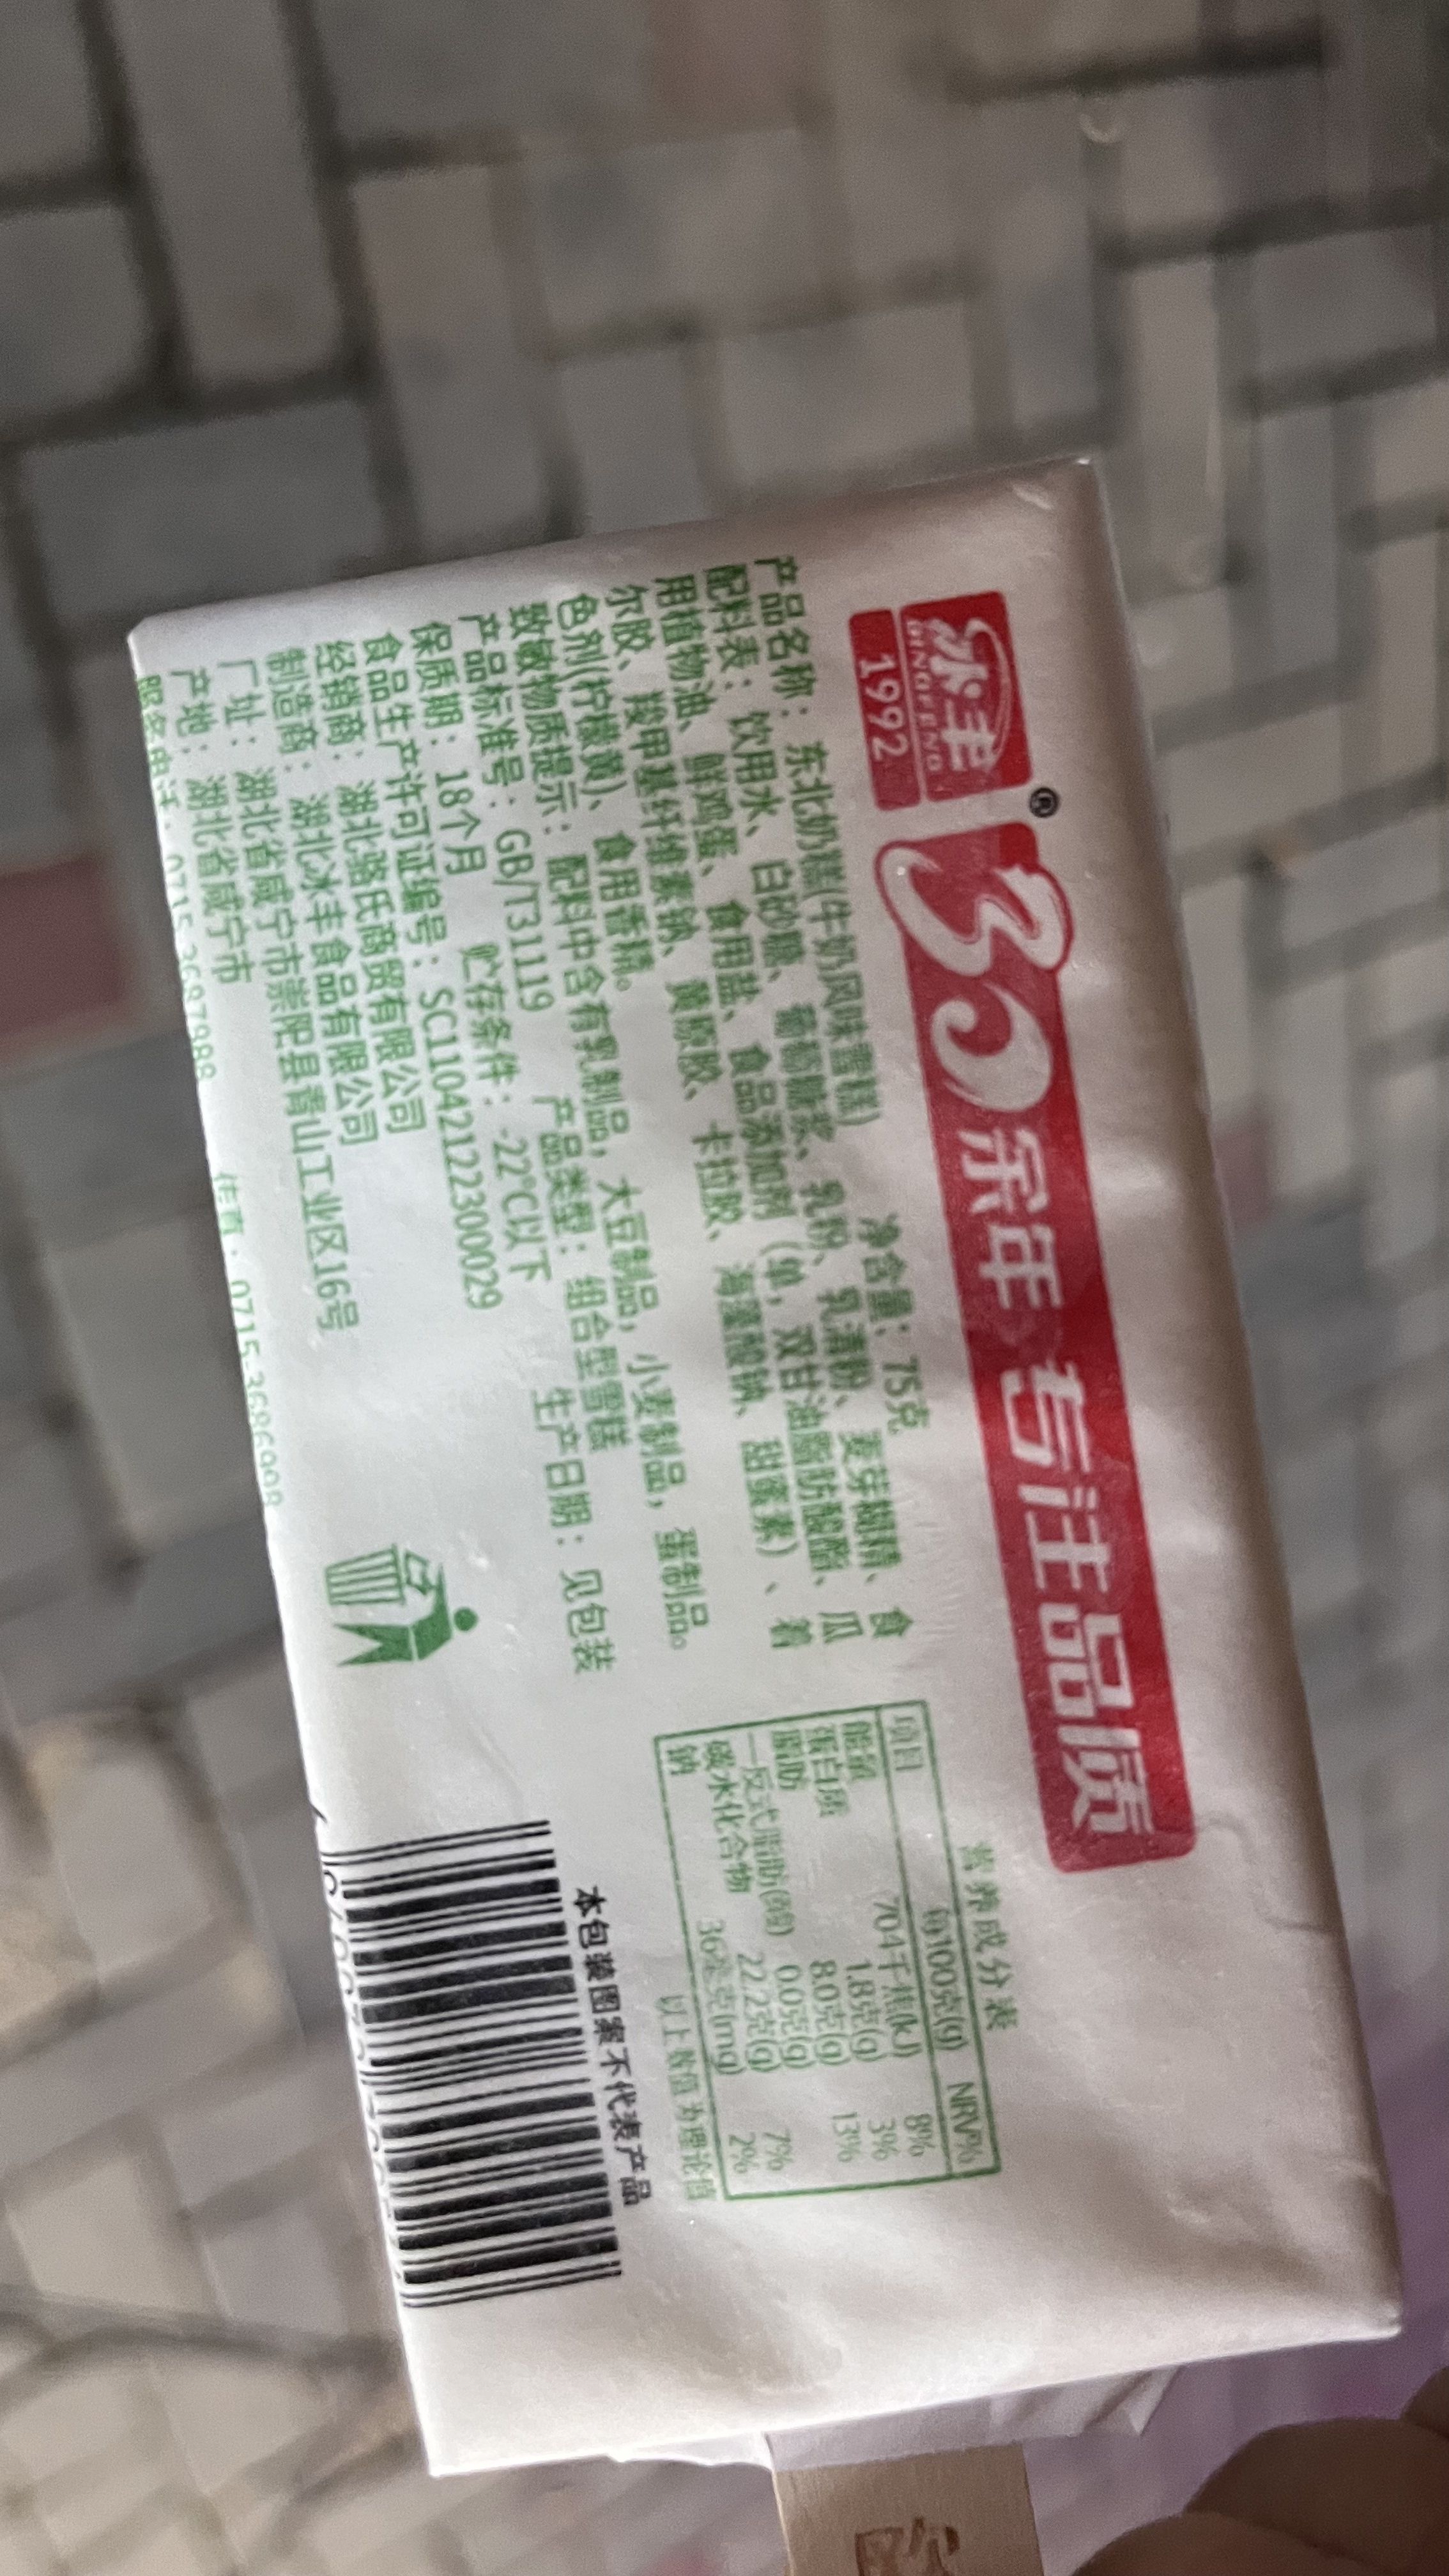 冰丰®
BINGFENG
1992
30余年 专注品质
产品名称：东北奶糕(牛奶风味雪糕) 净含量：75克
配料表：饮用水、白砂糖、葡萄糖浆、乳粉、乳清粉、麦芽糊精、食
用植物油、鲜鸡蛋、食用盐、食品添加剂（单，双甘油脂肪酸酯、瓜
尔胶、羧甲基纤维素钠、黄原胶、卡拉胶、海藻酸钠、甜蜜素）、着
色剂(柠檬黄)、食用香精。
致敏物质提示：配料中含有乳制品，大豆制品，小麦制品，蛋制品。
产品标准号：GB/T31119 产品类型：组合型雪糕
保质期：18个月 贮存条件：-22℃以下 生产日期：见包装
食品生产许可证编号：SC11042122300029
经销商：湖北骆氏商贸有限公司
制造商：湖北冰丰食品有限公司
厂址：湖北省咸宁市崇阳县青山工业区16号
产地：湖北省咸宁市
服务电话：0715-3687988 传真：0715-3686998
营养成分表
项目 每100克(g) NRV%
能量 704千焦(kJ) 8%
蛋白质 1.8克(g) 3%
脂肪 8.0克(g) 13%
一反式脂肪(酸) 0.0克(g)
碳水化合物 22.2克(g) 7%
钠 36毫克(mg) 2%
以上数值为理论值
本包装图案不代表产品